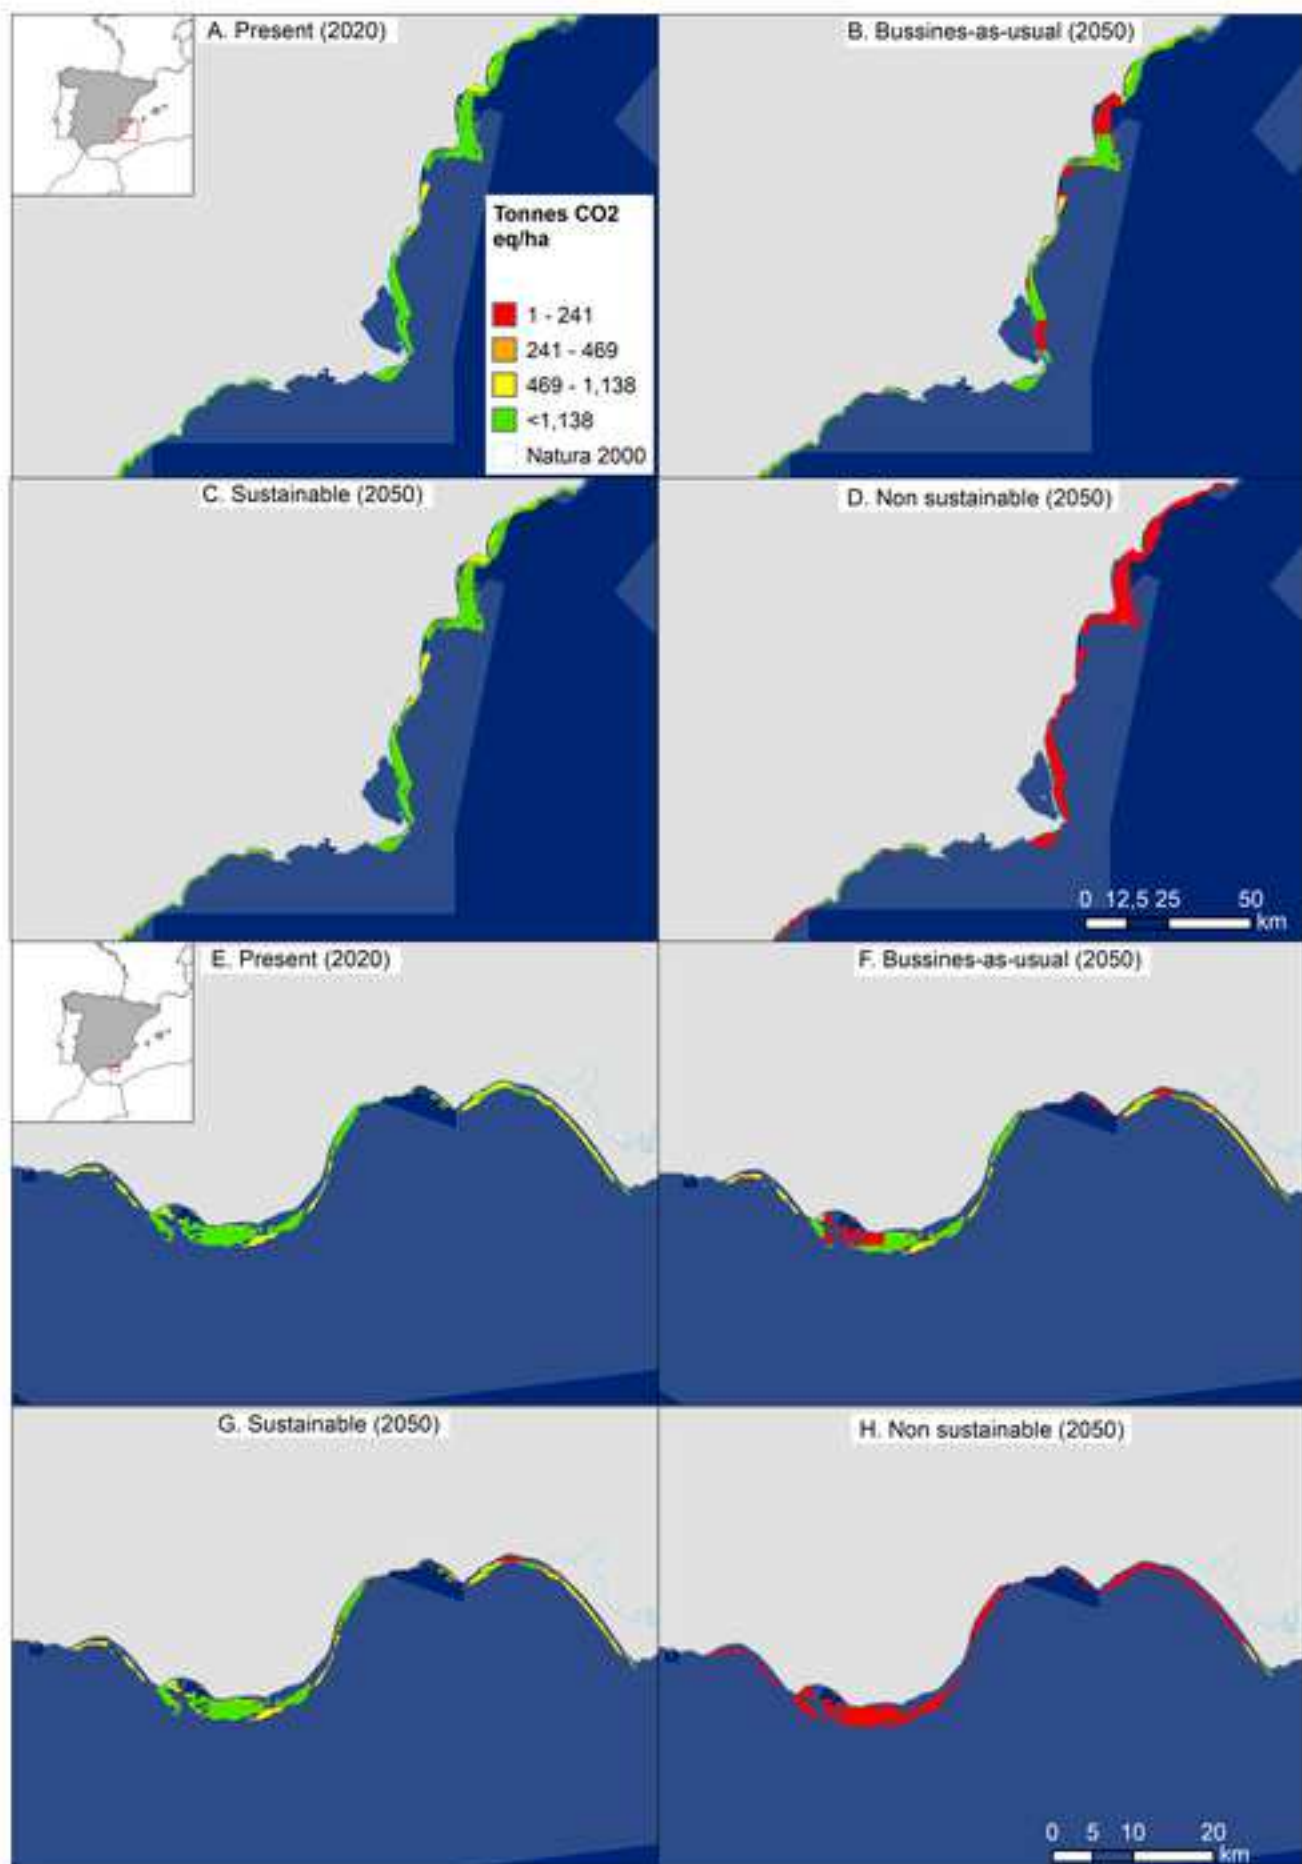 A. Present (2020)
B. Bussines-as-usual (2050)
Tonnes CO2
eq/ha
1 - 241
241 - 469
469 - 1,138
<1,138
Natura 2000
C. Sustainable (2050)
D. Non sustainable (2050)
0 12,5 25 50
km
E. Present (2020)
F. Bussines-as-usual (2050)
G. Sustainable (2050)
H. Non sustainable (2050)
0 5 10 20
km